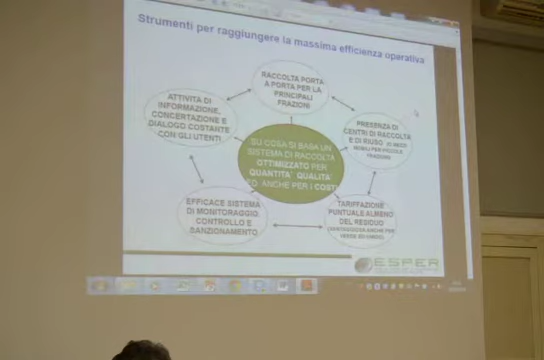 Strumenti per raggiungere la massima efficienza operativa
RACCOLTA PORTA
A PORTA PER LA
PRINCIPALI
FRAZIONI
ATTIVITÀ DI
INFORMAZIONE,
CONCERTAZIONE E
DIALOGO COSTANTE
CON GLI UTENTI
PRESENZA DI
CENTRI DI RACCOLTA
E DI RIUSO
SU COSA SI BASA UN
SISTEMA DI RACCOLTA
OTTIMIZZATO PER
QUANTITA' QUALITA'
ED ANCHE PER I COSTI
EFFICACE SISTEMA
DI MONITORAGGIO,
CONTROLLO E
SANZIONAMENTO
TARIFFAZIONE
PUNTUALE ALMENO
DEL RESIDUO
ESPER